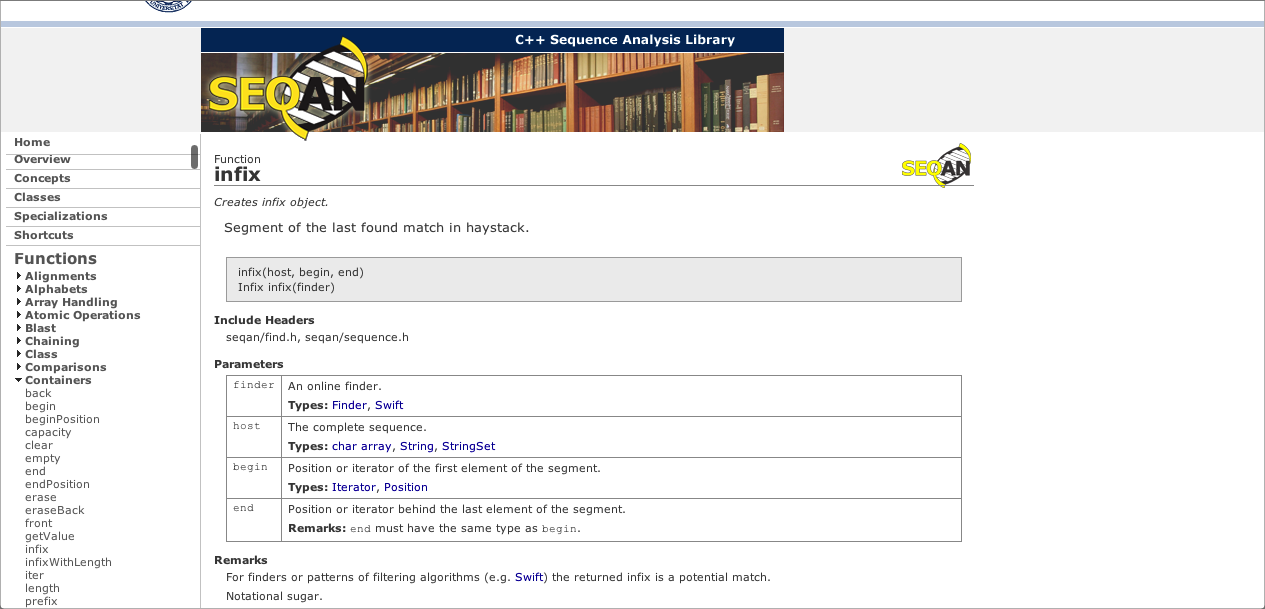 UNIVERSITÄT
C++ Sequence Analysis Library
SEQAN
Home
Overview
Concepts
Classes
Specializations
Shortcuts
Functions
Alignments
Alphabets
Array Handling
Atomic Operations
Blast
Chaining
Class
Comparisons
Containers
back
begin
beginPosition
capacity
clear
empty
end
endPosition
erase
eraseBack
front
getValue
infix
infixWithLength
iter
length
prefix
Function
infix
SEQAN
Creates infix object.
Segment of the last found match in haystack.
infix(host, begin, end)
Infix infix(finder)
Include Headers
seqan/find.h, seqan/sequence.h
Parameters
finder An online finder.
Types: Finder, Swift
host The complete sequence.
Types: char array, String, StringSet
begin Position or iterator of the first element of the segment.
Types: Iterator, Position
end Position or iterator behind the last element of the segment.
Remarks: end must have the same type as begin.
Remarks
For finders or patterns of filtering algorithms (e.g. Swift) the returned infix is a potential match.
Notational sugar.